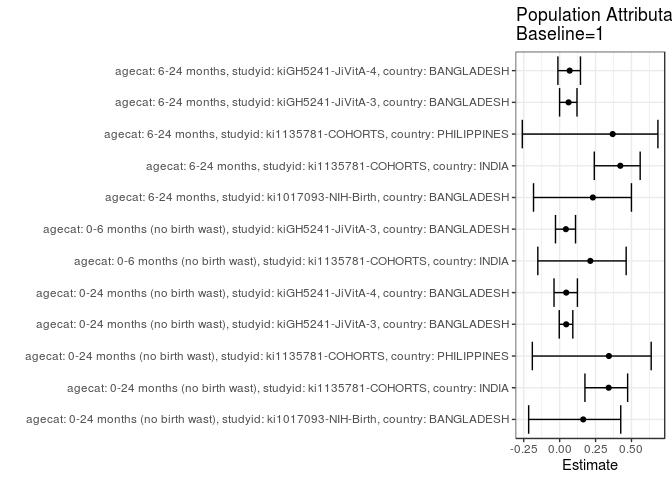 Population Attributa
Baseline=1
agecat: 6-24 months, studyid: kiGH5241-JiVitA-4, country: BANGLADESH
agecat: 6-24 months, studyid: kiGH5241-JiVitA-3, country: BANGLADESH
agecat: 6-24 months, studyid: ki1135781-COHORTS, country: PHILIPPINES
agecat: 6-24 months, studyid: ki1135781-COHORTS, country: INDIA
agecat: 6-24 months, studyid: ki1017093-NIH-Birth, country: BANGLADESH
agecat: 0-6 months (no birth wast), studyid: kiGH5241-JiVitA-3, country: BANGLADESH
agecat: 0-6 months (no birth wast), studyid: ki1135781-COHORTS, country: INDIA
agecat: 0-24 months (no birth wast), studyid: kiGH5241-JiVitA-4, country: BANGLADESH
agecat: 0-24 months (no birth wast), studyid: kiGH5241-JiVitA-3, country: BANGLADESH
agecat: 0-24 months (no birth wast), studyid: ki1135781-COHORTS, country: PHILIPPINES
agecat: 0-24 months (no birth wast), studyid: ki1135781-COHORTS, country: INDIA
agecat: 0-24 months (no birth wast), studyid: ki1017093-NIH-Birth, country: BANGLADESH
-0.25 0.00 0.25 0.50
Estimate